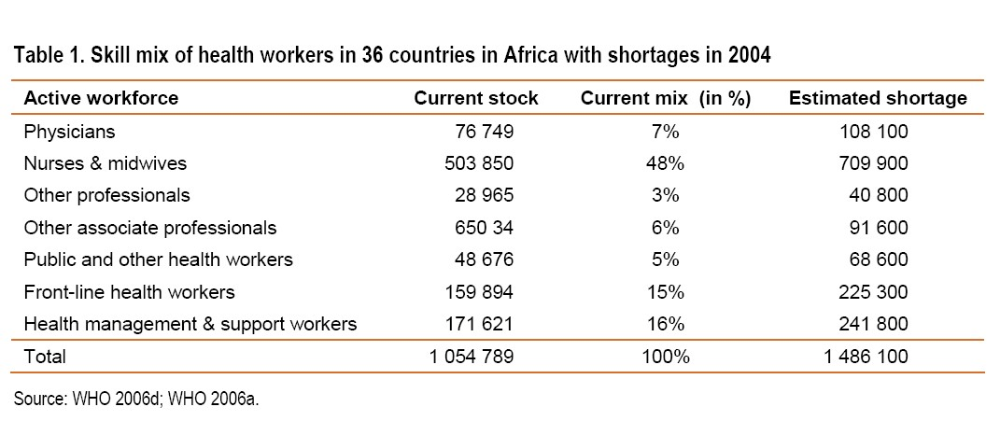 Table 1. Skill mix of health workers in 36 countries in Africa with shortages in 2004
Active workforce Current stock Current mix (in %) Estimated shortage
Physicians 76 749 7% 108 100
Nurses & midwives 503 850 48% 709 900
Other professionals 28 965 3% 40 800
Other associate professionals 650 34 6% 91 600
Public and other health workers 48 676 5% 68 600
Front-line health workers 159 894 15% 225 300
Health management & support workers 171 621 16% 241 800
Total 1 054 789 100% 1 486 100
Source: WHO 2006d; WHO 2006a.